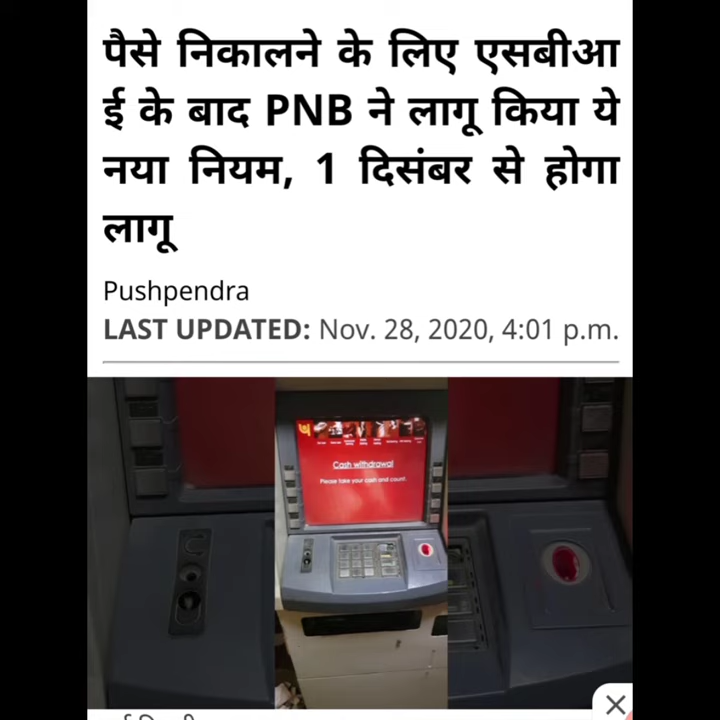 पैसे निकालने के लिए एसबीआ
ई के बाद PNB ने लागू किया ये
नया नियम, 1 दिसंबर से होगा
लागू
Pushpendra
LAST UPDATED: Nov. 28, 2020, 4:01 p.m.
Cash withdrawal
Please take your cash and count.